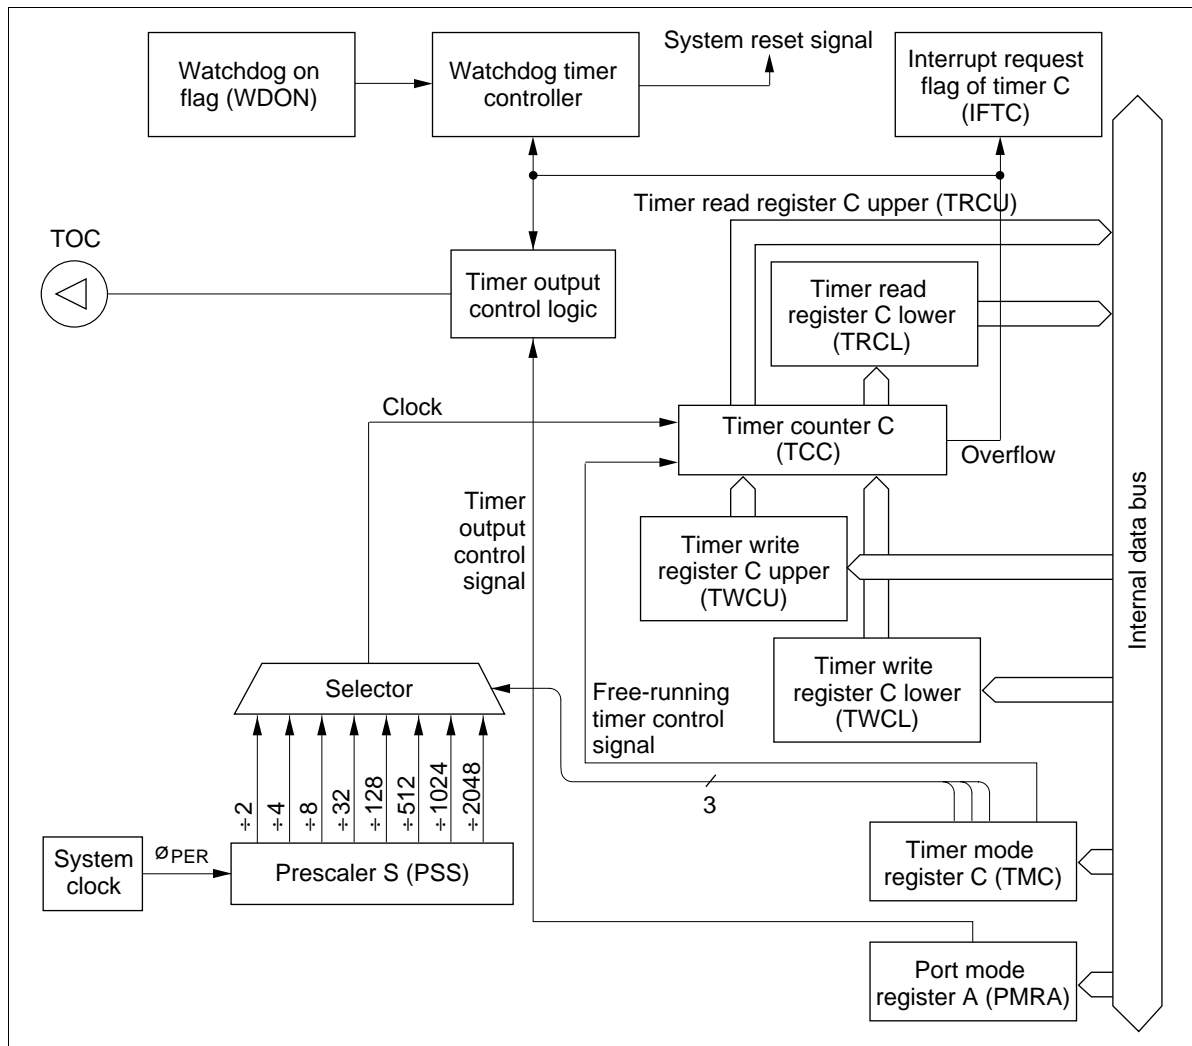 System reset signal
Watchdog on
flag (WDON)
Watchdog timer
controller
Interrupt request
flag of timer C
(IFTC)
Timer read register C upper (TRCU)
TOC
Timer output
control logic
Timer read
register C lower
(TRCL)
Clock
Timer counter C
(TCC)
Overflow
Timer
output
control
signal
Timer write
register C upper
(TWCU)
Internal data bus
Timer write
register C lower
(TWCL)
Selector
Free-running
timer control
signal
÷2
÷4
÷8
÷32
÷128
÷512
÷1024
÷2048
3
System
clock
øPER
Prescaler S (PSS)
Timer mode
register C (TMC)
Port mode
register A (PMRA)